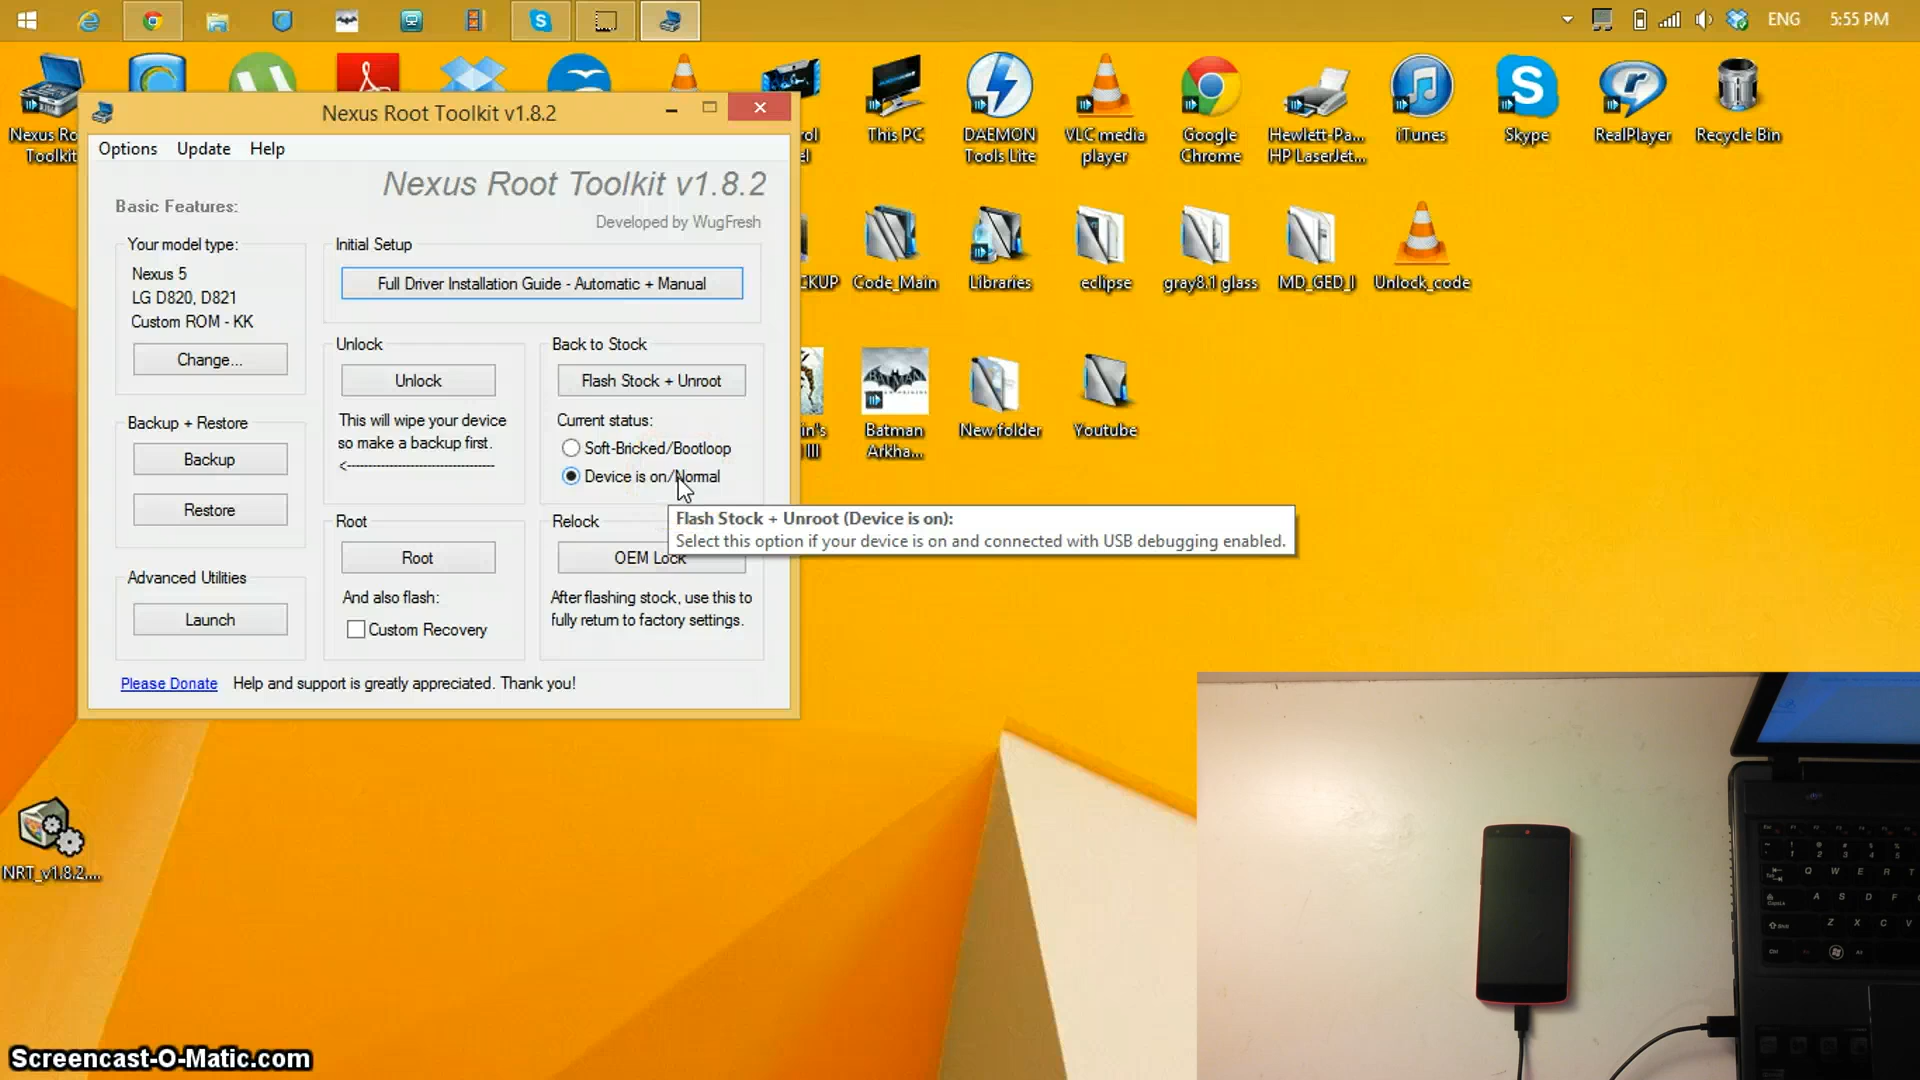 ENG
5:55 PM
Nexus Ro
Toolkit
This PC
DAEMON
Tools Lite
VLC media
player
Google
Chrome
Hewlett-Pa...
HP LaserJet...
iTunes
Skype
RealPlayer
Recycle Bin
Code_Main
Libraries
eclipse
gray8.1 glass
MD_GED_I
Unlock_code
Batman
Arkha...
New folder
Youtube
NRT_v1.8.2....
Nexus Root Toolkit v1.8.2
Options Update Help
Nexus Root Toolkit v1.8.2
Developed by WugFresh
Basic Features:
Your model type:
Nexus 5
LG D820, D821
Custom ROM - KK
Change...
Backup + Restore
Backup
Restore
Advanced Utilities
Launch
Initial Setup
Full Driver Installation Guide - Automatic + Manual
Unlock
Unlock
This will wipe your device
so make a backup first.
<-----------------------------------
Root
Root
And also flash:
Custom Recovery
Back to Stock
Flash Stock + Unroot
Current status:
Soft-Bricked/Bootloop
Device is on/Normal
Flash Stock + Unroot (Device is on):
Select this option if your device is on and connected with USB debugging enabled.
Relock
OEM Lock
After flashing stock, use this to
fully return to factory settings.
Please Donate Help and support is greatly appreciated. Thank you!
Screencast-O-Matic.com